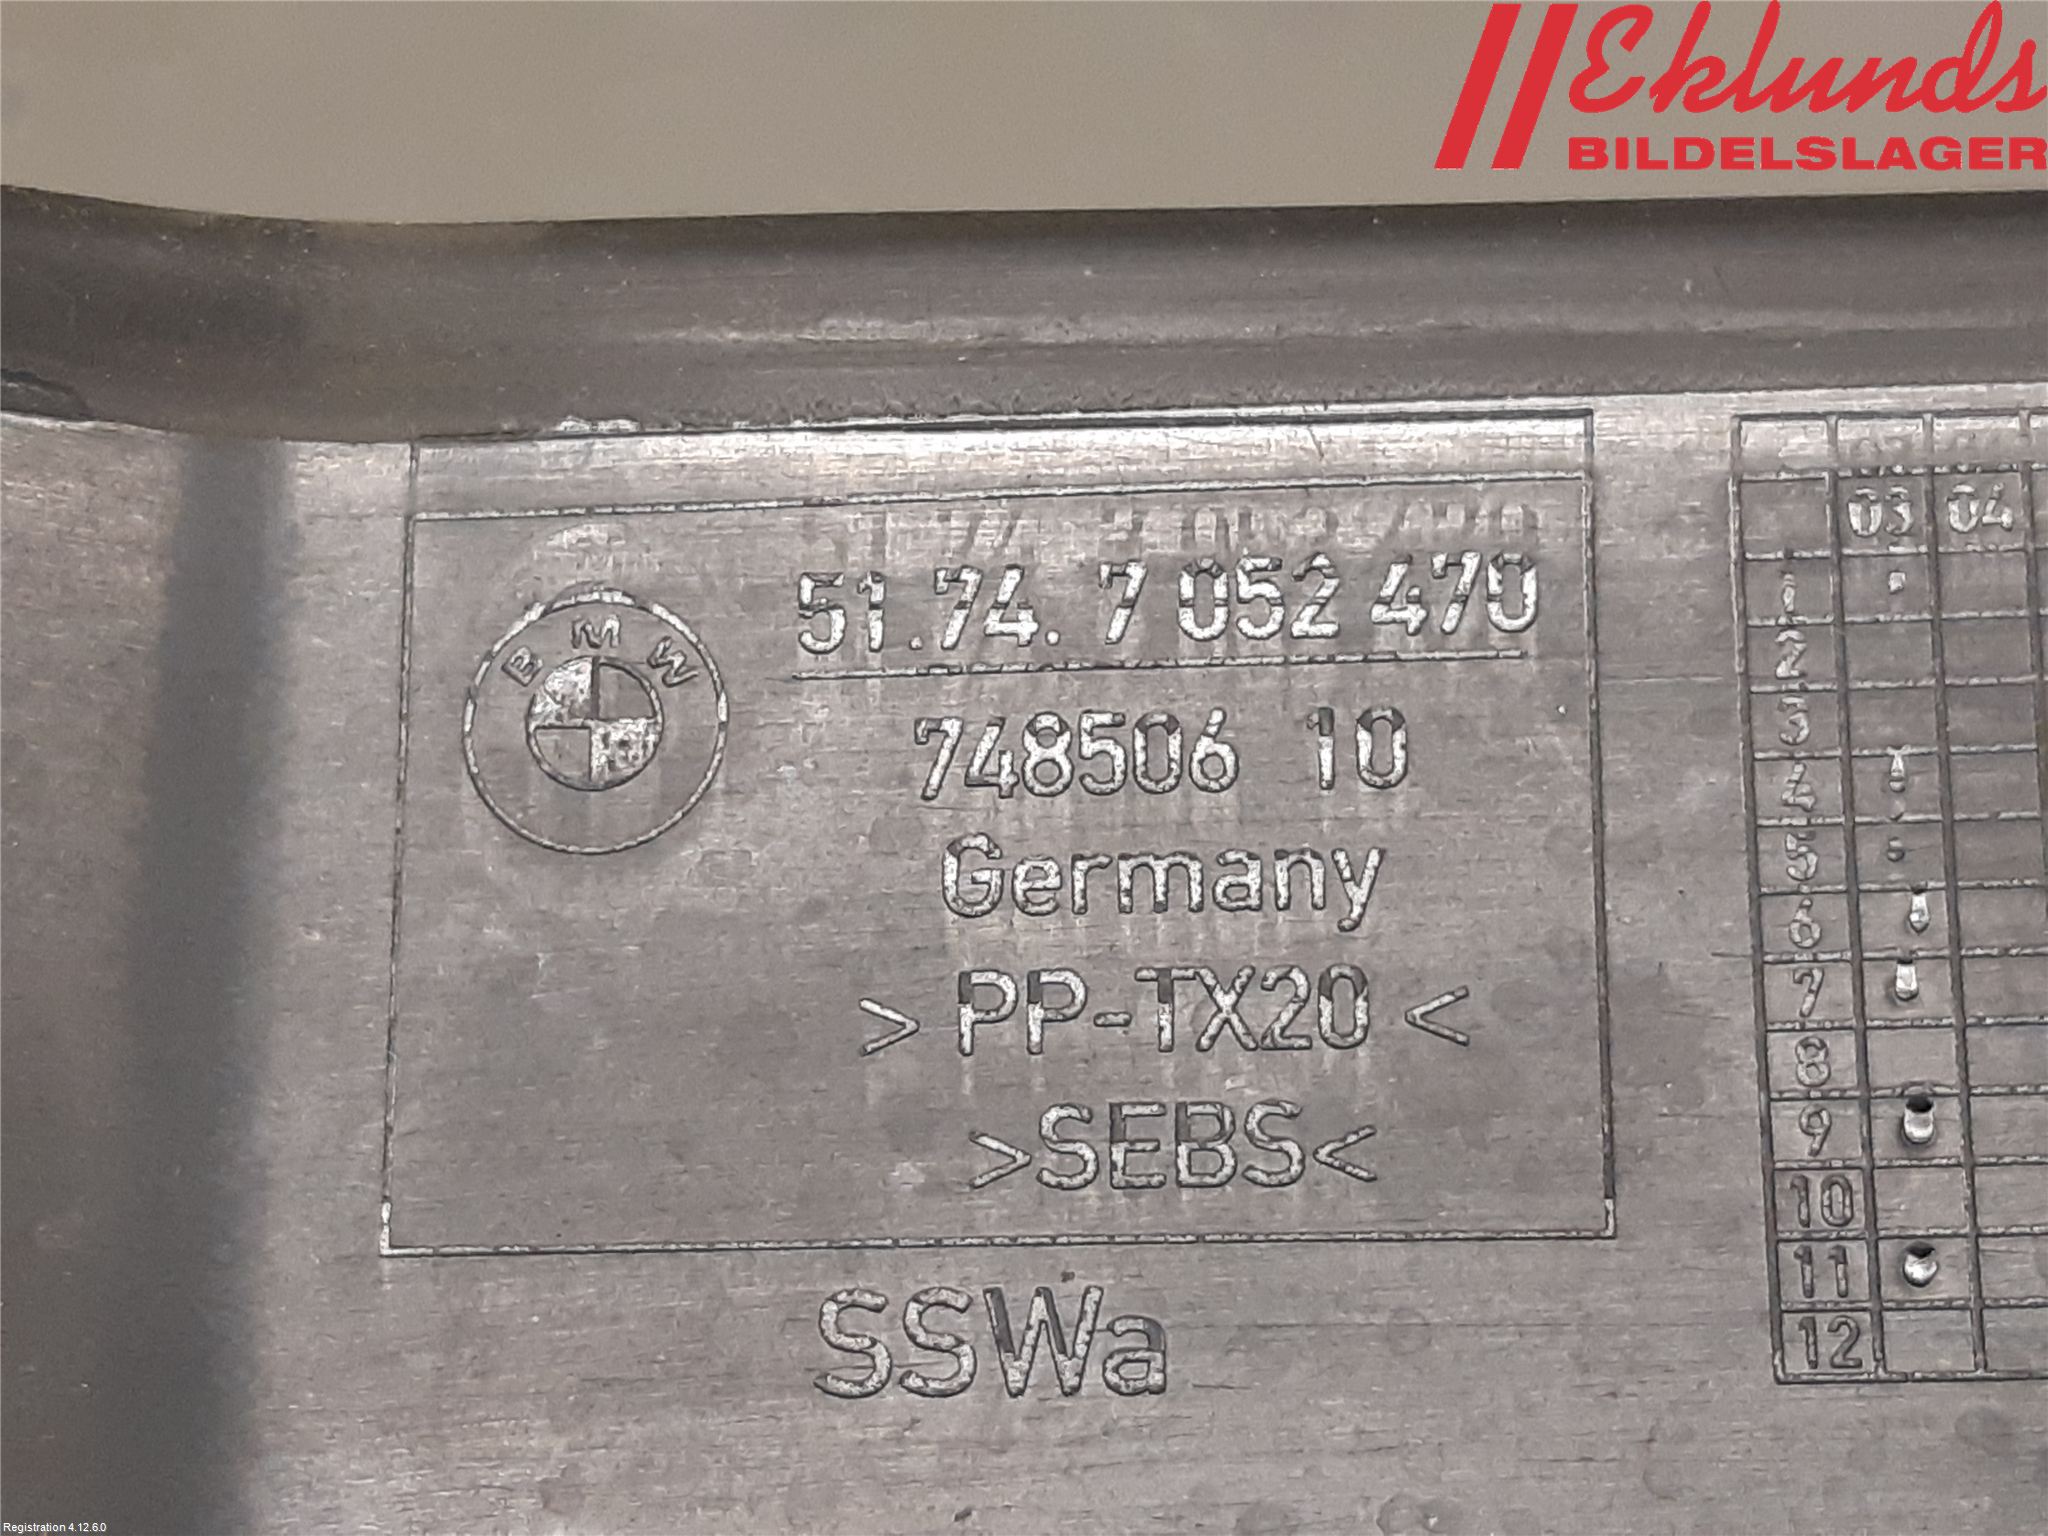 Eklunds
BILDELSLAGER
BMW
51.74. 7 052 470
748506 10
Germany
>PP-TX20<
>SEBS<
SSWa
03 04
1
2
3
4
5
6
7
8
9
10
11
12
Registration 4.12.6.0